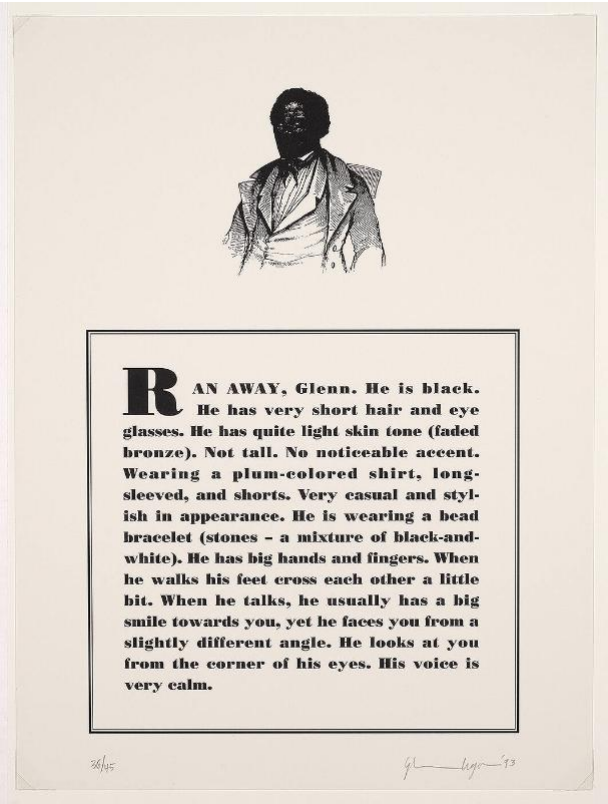 RAN AWAY, Glenn. He is black.
He has very short hair and eye
glasses. He has quite light skin tone (faded
bronze). Not tall. No noticeable accent.
Wearing a plum-colored shirt, long-
sleeved, and shorts. Very casual and styl-
ish in appearance. He is wearing a bead
bracelet (stones – a mixture of black-and-
white). He has big hands and fingers. When
he walks his feet cross each other a little
bit. When he talks, he usually has a big
smile towards you, yet he faces you from a
slightly different angle. He looks at you
from the corner of his eyes. His voice is
very calm.
/45 '93